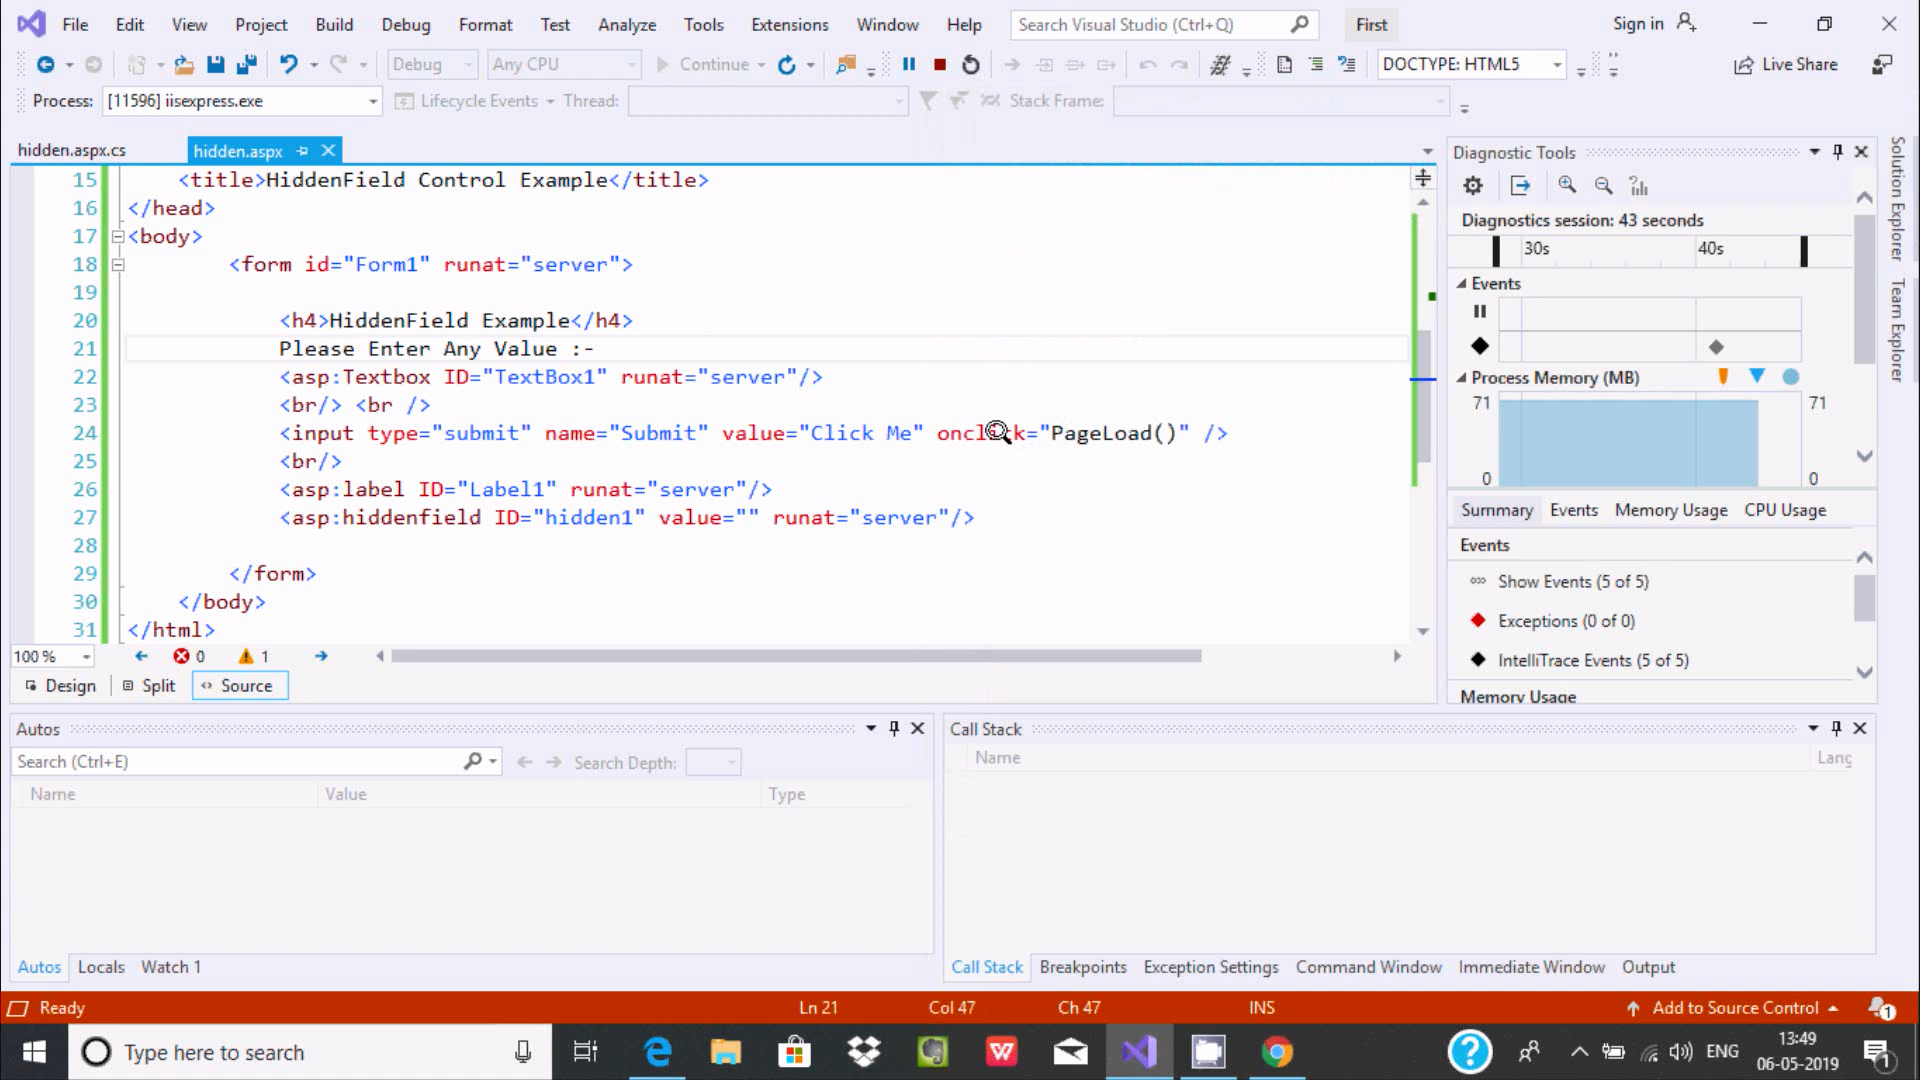 File Edit View Project Build Debug Format Test Analyze Tools Extensions Window Help Search Visual Studio (Ctrl+Q) First Sign in
Debug Any CPU Continue DOCTYPE: HTML5 Live Share
Process: [11596] iisexpress.exe Lifecycle Events Thread: Stack Frame:
hidden.aspx.cs hidden.aspx
15 <title>HiddenField Control Example</title>
16 </head>
17 <body>
18 <form id="Form1" runat="server">
19
20 <h4>HiddenField Example</h4>
21 Please Enter Any Value :-
22 <asp:Textbox ID="TextBox1" runat="server"/>
23 <br/> <br />
24 <input type="submit" name="Submit" value="Click Me" onclick="PageLoad()" />
25 <br/>
26 <asp:label ID="Label1" runat="server"/>
27 <asp:hiddenfield ID="hidden1" value="" runat="server"/>
28
29 </form>
30 </body>
31 </html>
100 % 0 1
Design Split Source
Diagnostic Tools
Diagnostics session: 43 seconds
30s 40s
Events
Process Memory (MB)
71 71
0 0
Summary Events Memory Usage CPU Usage
Events
Show Events (5 of 5)
Exceptions (0 of 0)
IntelliTrace Events (5 of 5)
Memory Usage
Solution Explorer
Team Explorer
Autos
Search (Ctrl+E) Search Depth:
Name Value Type
Autos Locals Watch 1
Call Stack
Name Lang
Call Stack Breakpoints Exception Settings Command Window Immediate Window Output
Ready Ln 21 Col 47 Ch 47 INS Add to Source Control 1
Type here to search ENG 13:49
06-05-2019 1